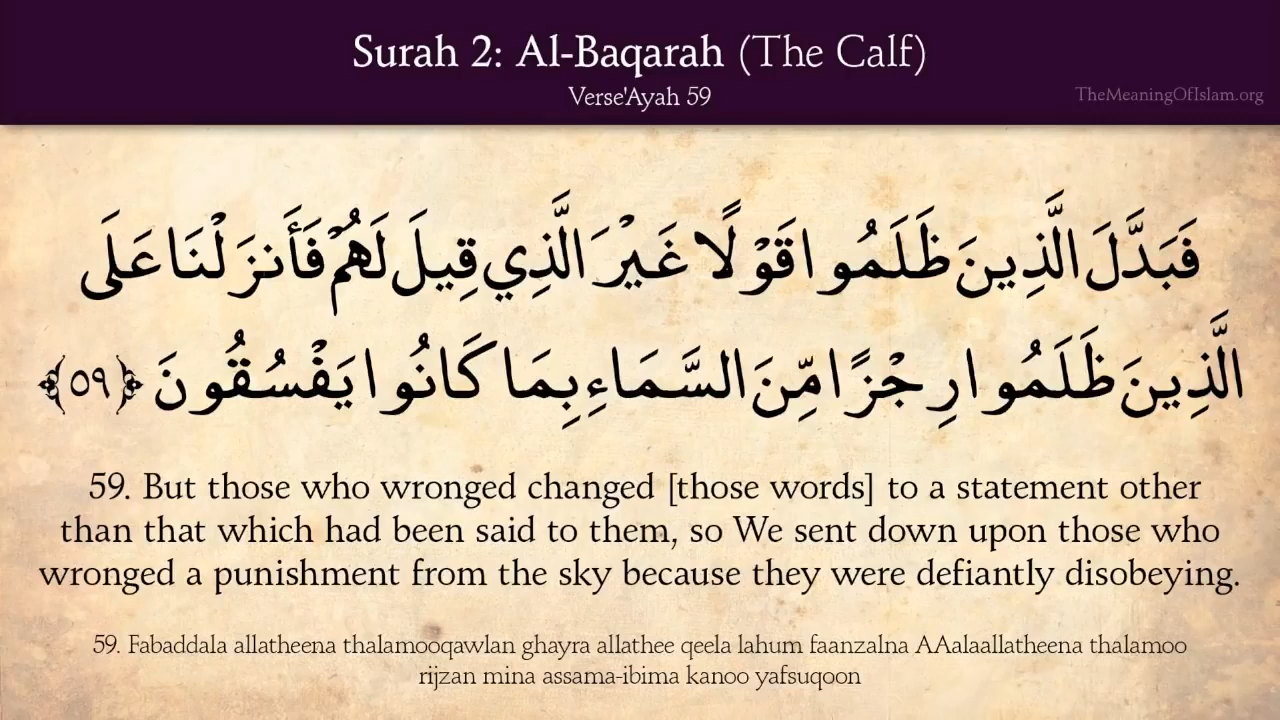 Surah 2: Al-Baqarah (The Calf)
Verse'Ayah 59
TheMeaningOfIslam.org
فَبَدَّلَ الَّذِينَ ظَلَمُوا قَوْلًا غَيْرَ الَّذِي قِيلَ لَهُمْ فَأَنزَلْنَا عَلَى
الَّذِينَ ظَلَمُوا رِجْزًا مِّنَ السَّمَاءِ بِمَا كَانُوا يَفْسُقُونَ ﴿٥٩﴾
59. But those who wronged changed [those words] to a statement other
than that which had been said to them, so We sent down upon those who
wronged a punishment from the sky because they were defiantly disobeying.
59. Fabaddala allatheena thalamooqawlan ghayra allathee qeela lahum faanzalna AAalaallatheena thalamoo
rijzan mina assama-ibima kanoo yafsuqoon